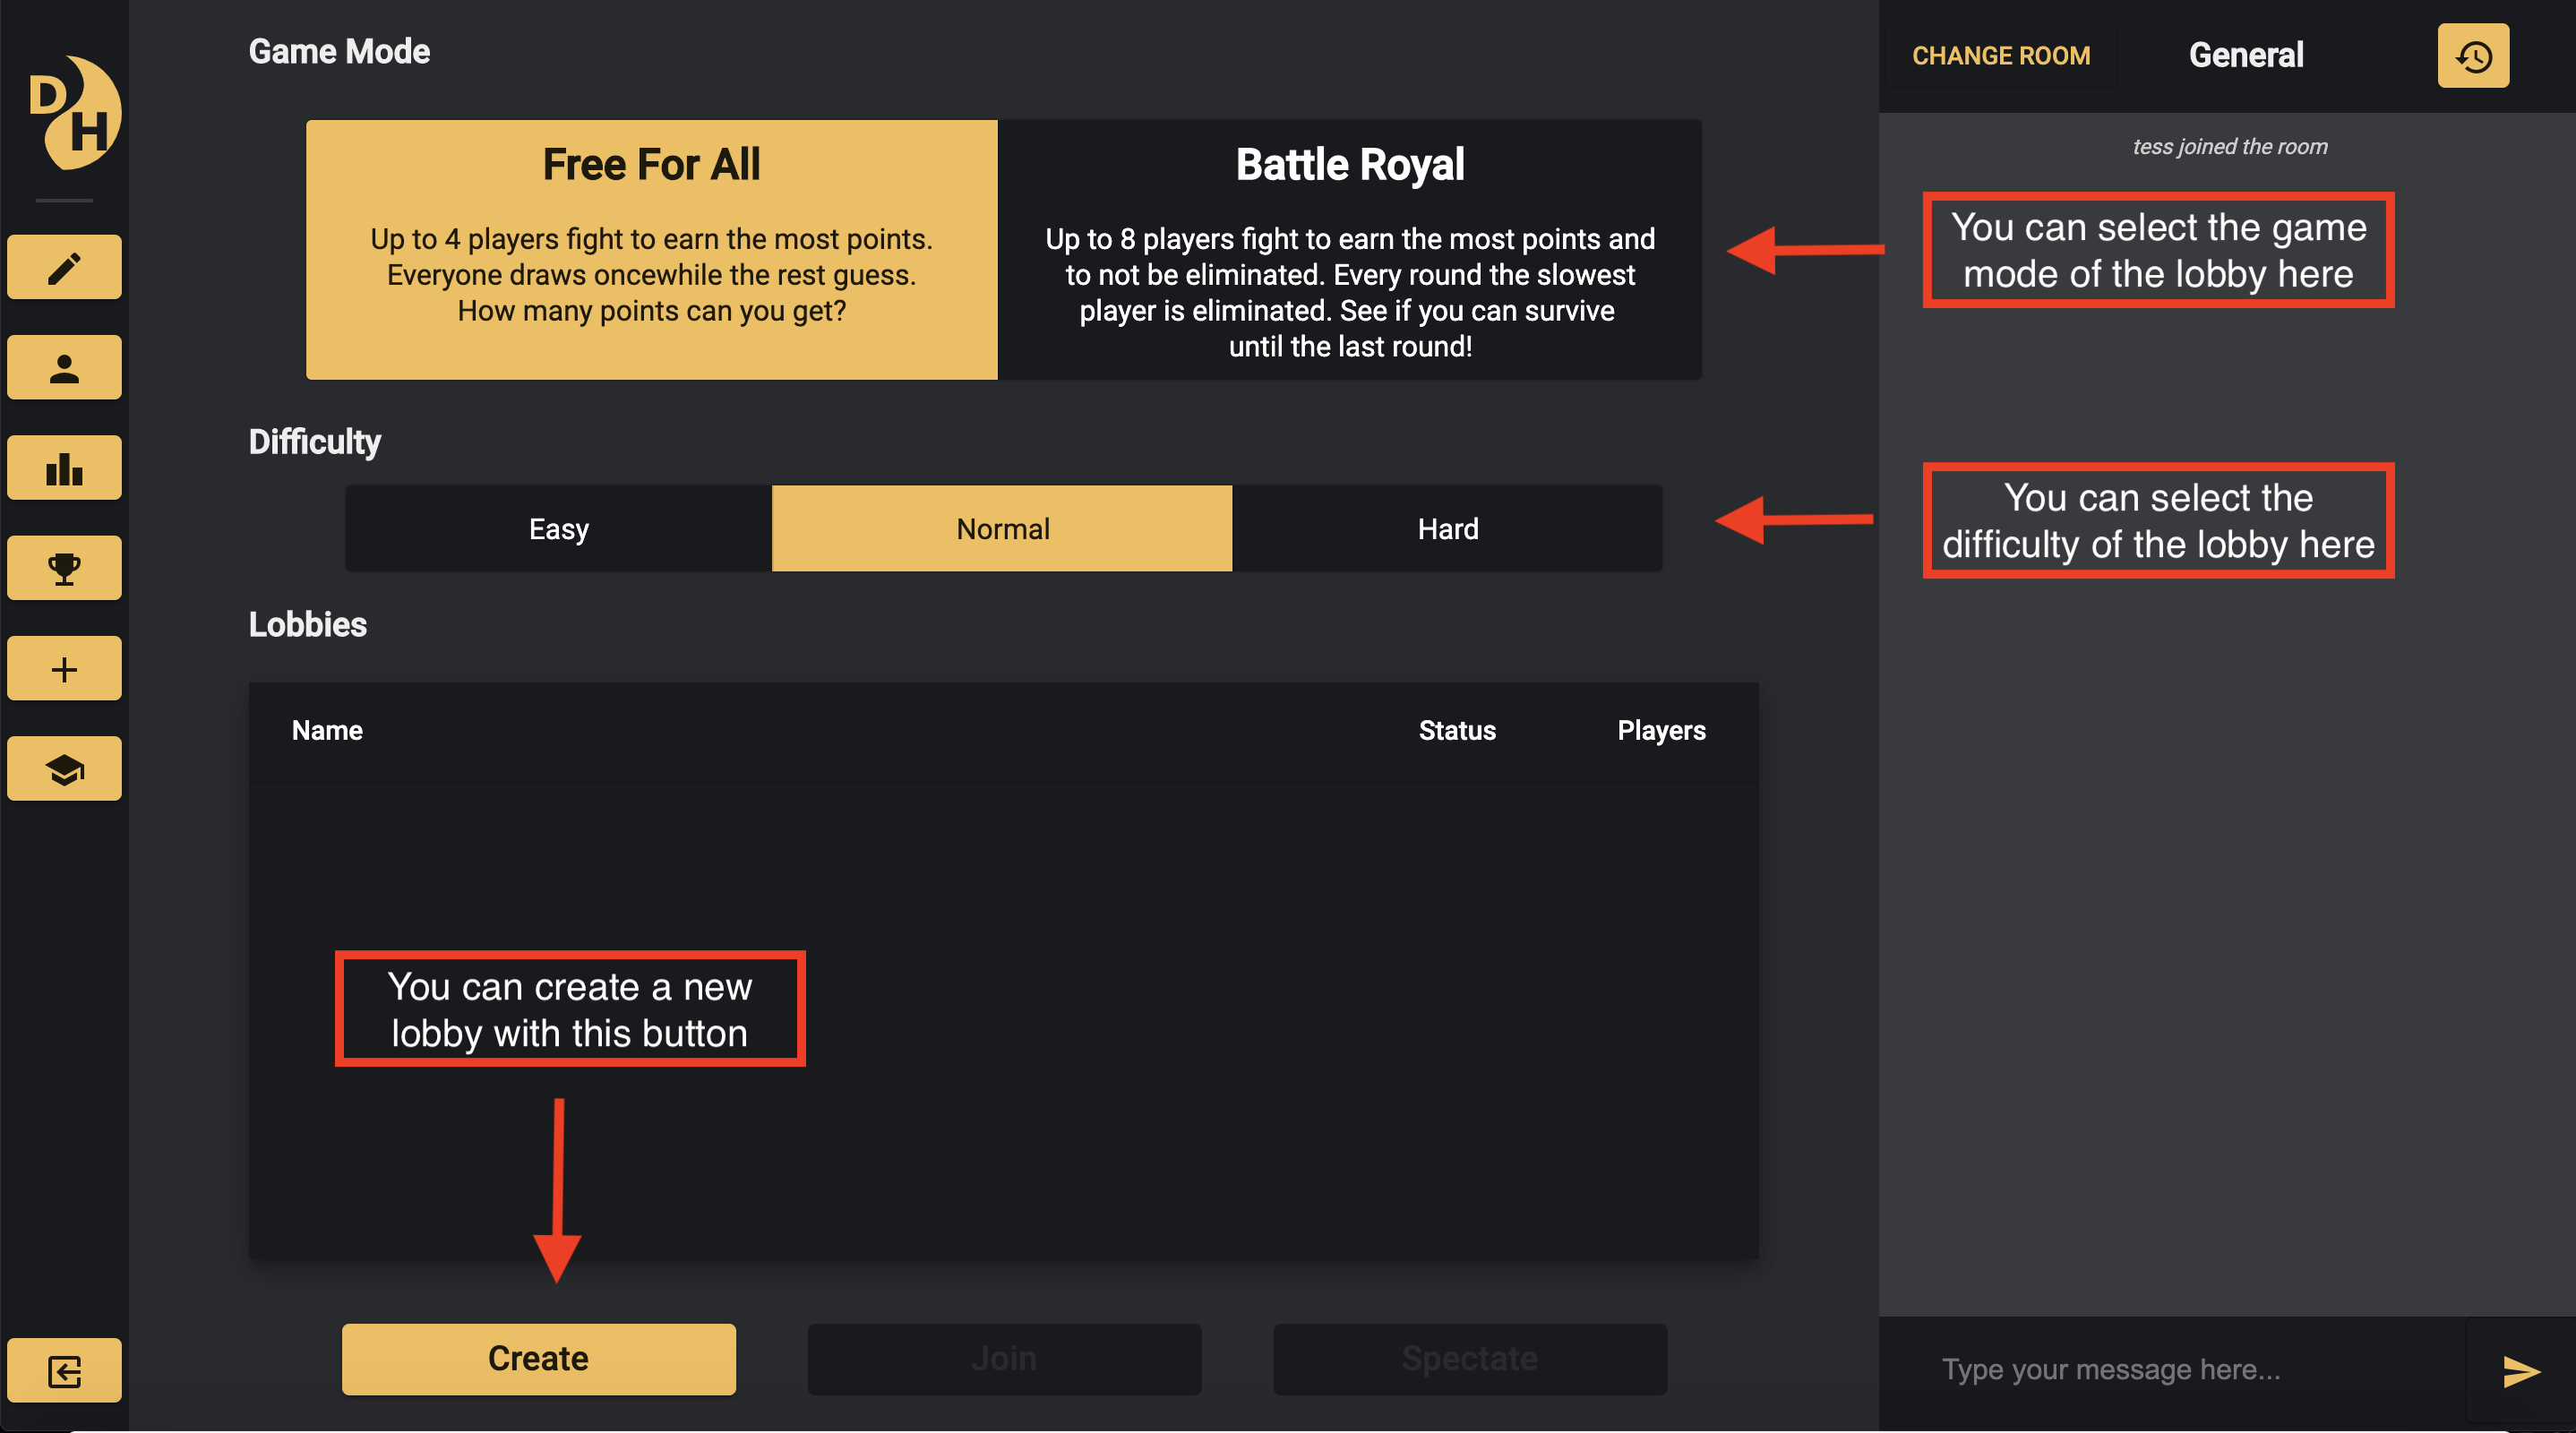 DH
Game Mode
Free For All
Up to 4 players fight to earn the most points.
Everyone draws oncewhile the rest guess.
How many points can you get?
Battle Royal
Up to 8 players fight to earn the most points and
to not be eliminated. Every round the slowest
player is eliminated. See if you can survive
until the last round!
Difficulty
Easy
Normal
Hard
Lobbies
Name
Status
Players
You can create a new
lobby with this button
Create
Join
Spectate
CHANGE ROOM
General
tess joined the room
You can select the game
mode of the lobby here
You can select the
difficulty of the lobby here
Type your message here...